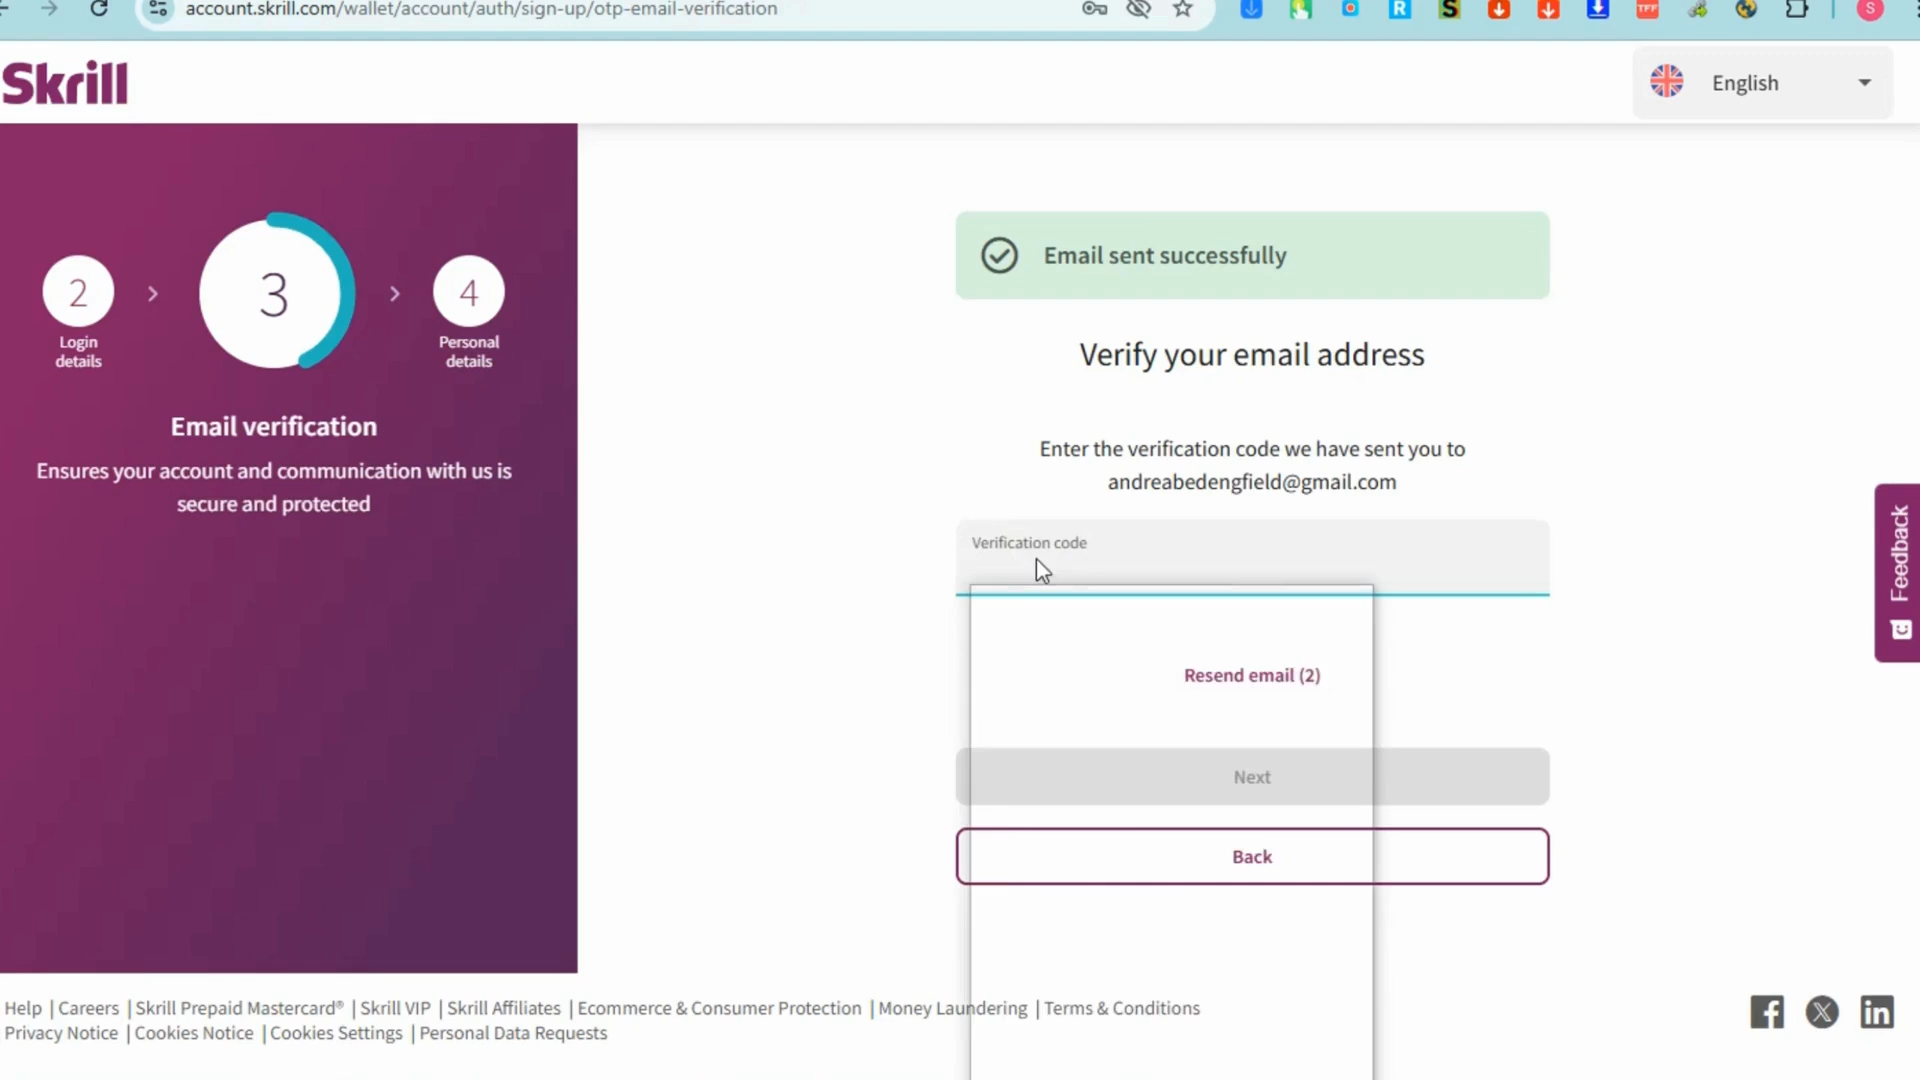 account.skrill.com/wallet/account/auth/sign-up/otp-email-verification
R
S
TFF
S
Skrill
English
2
3
4
Login
details
Personal
details
Email verification
Ensures your account and communication with us is
secure and protected
Email sent successfully
Verify your email address
Enter the verification code we have sent you to
andreabedengfield@gmail.com
Verification code
Resend email (2)
Next
Back
Feedback
Help | Careers | Skrill Prepaid Mastercard® | Skrill VIP | Skrill Affiliates | Ecommerce & Consumer Protection | Money Laundering | Terms & Conditions
Privacy Notice | Cookies Notice | Cookies Settings | Personal Data Requests